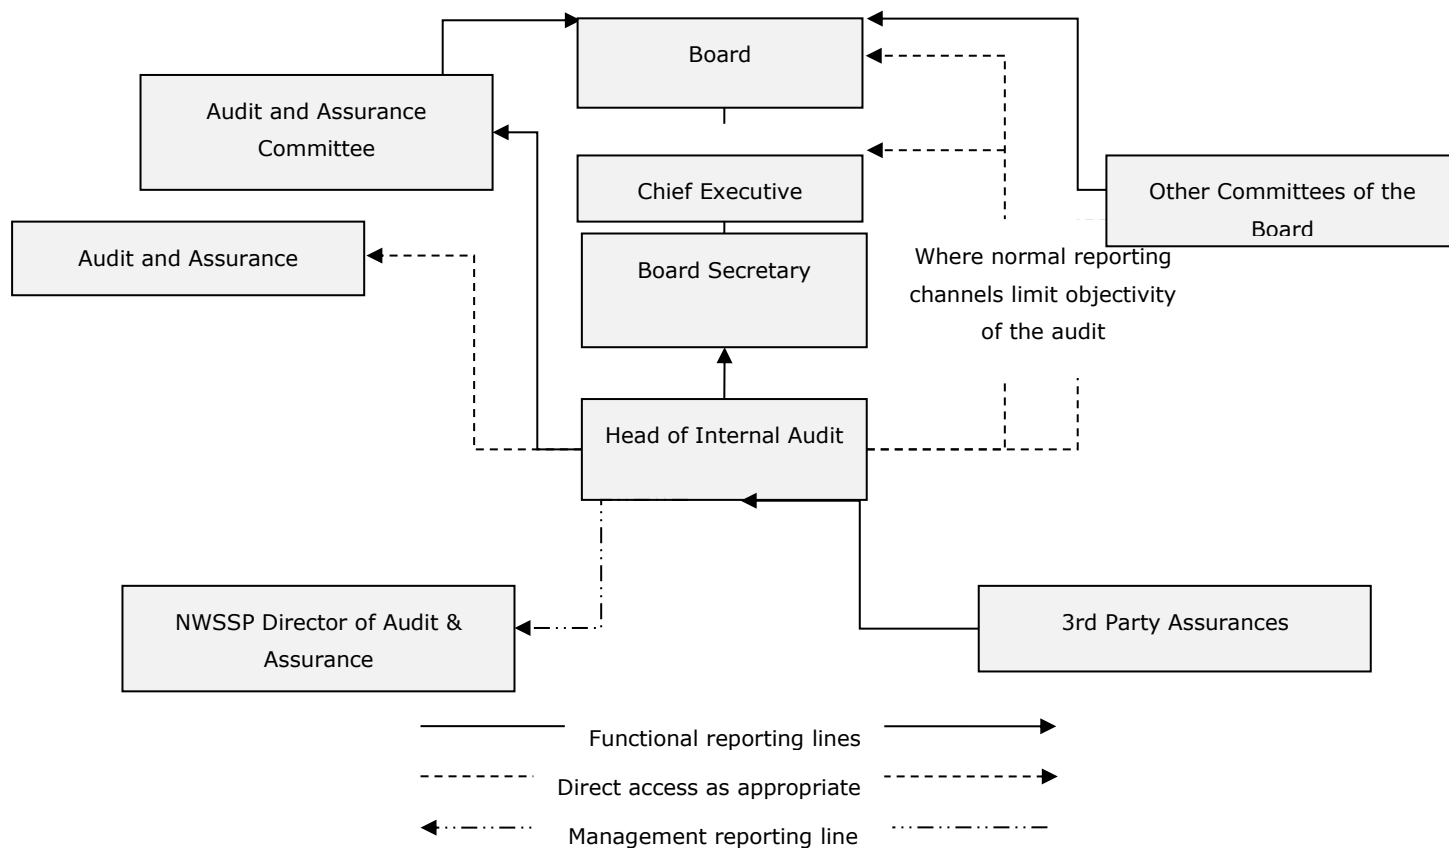 Board
Audit and Assurance
Committee
Chief Executive
Other Committees of the
Board
Audit and Assurance
Board Secretary
Where normal reporting
channels limit objectivity
of the audit
Head of Internal Audit
NWSSP Director of Audit &
Assurance
3rd Party Assurances
Functional reporting lines
Direct access as appropriate
Management reporting line